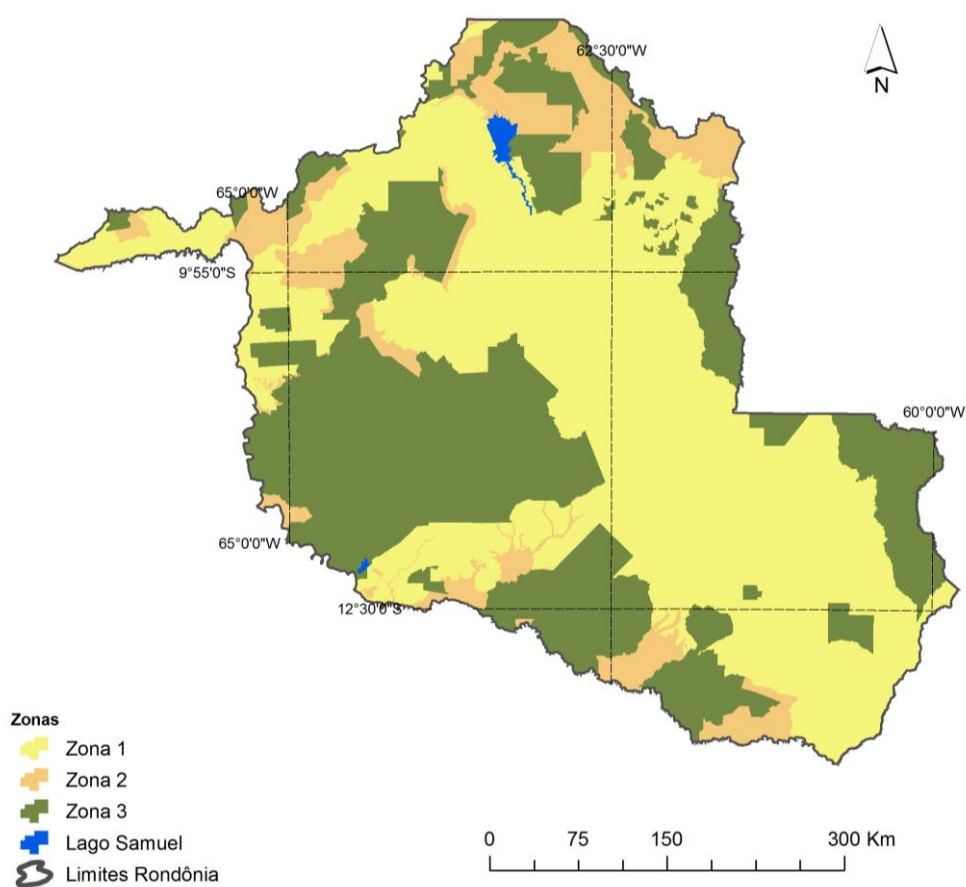 62°30'0"W
N
65°0'0"W
9°55'0"S
60°0'0"W
65°0'0"W
12°30'0"S
Zonas
Zona 1
Zona 2
Zona 3
Lago Samuel
Limites Rondônia
0 75 150 300 Km